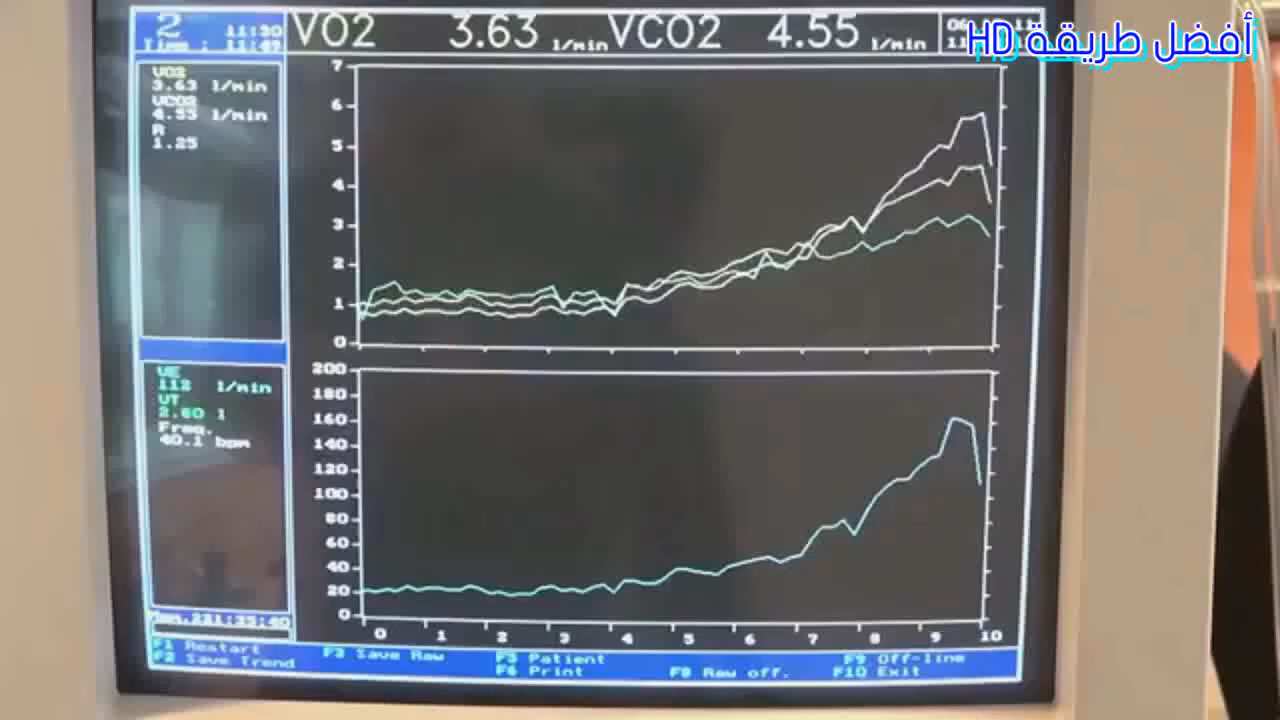 2 11:30
Time : 11:49
VO2 3.63 l/min VCO2 4.55 l/min
أفضل طريقة HD
VO2
3.63 l/min
VCO2
4.55 l/min
R
1.25
7
6
5
4
3
2
1
0
VE
112 l/min
VT
2.60 l
Freq.
40.1 bpm
200
180
160
140
120
100
80
60
40
20
0
0 1 2 3 4 5 6 7 8 9 10
F1 Restart
F2 Save Trend
F3 Save Raw
F5 Patient
F6 Print
F8 Raw off.
F9 Off-line
F10 Exit